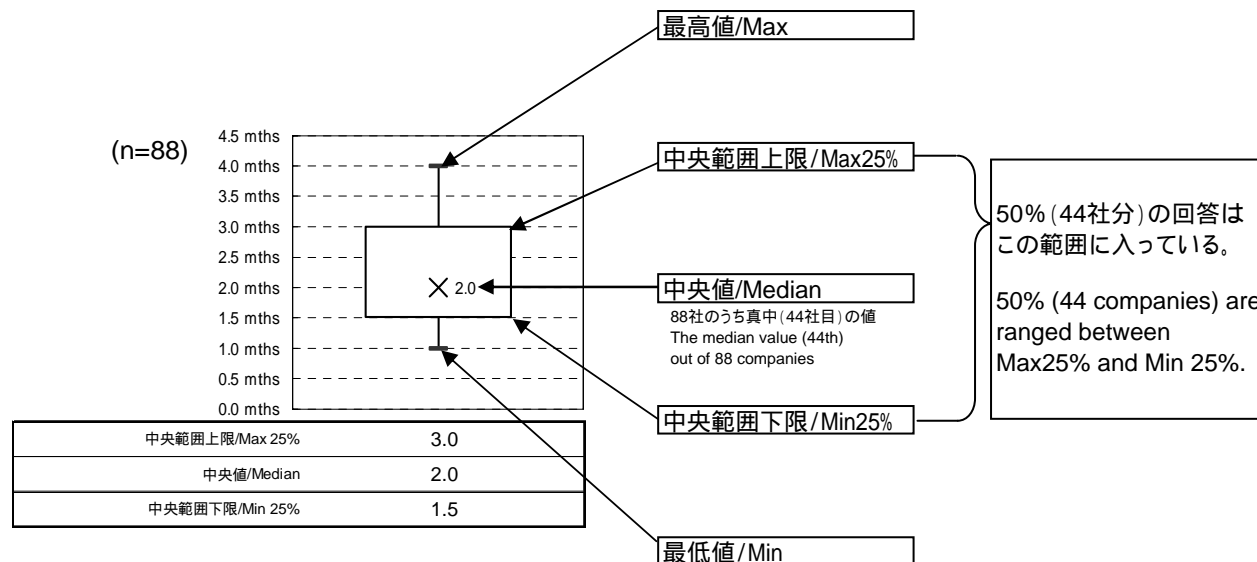 最高値/Max
(n=88)
4.5 mths
4.0 mths
3.5 mths
3.0 mths
2.5 mths
2.0 mths
1.5 mths
1.0 mths
0.5 mths
0.0 mths
2.0
中央範囲上限/Max25%
中央値/Median
88社のうち真中(44社目)の値
The median value (44th)
out of 88 companies
中央範囲下限/Min25%
50%(44社分)の回答は
この範囲に入っている。
50% (44 companies) are
ranged between
Max25% and Min 25%.
中央範囲上限/Max 25% 3.0
中央値/Median 2.0
中央範囲下限/Min 25% 1.5
最低値/Min